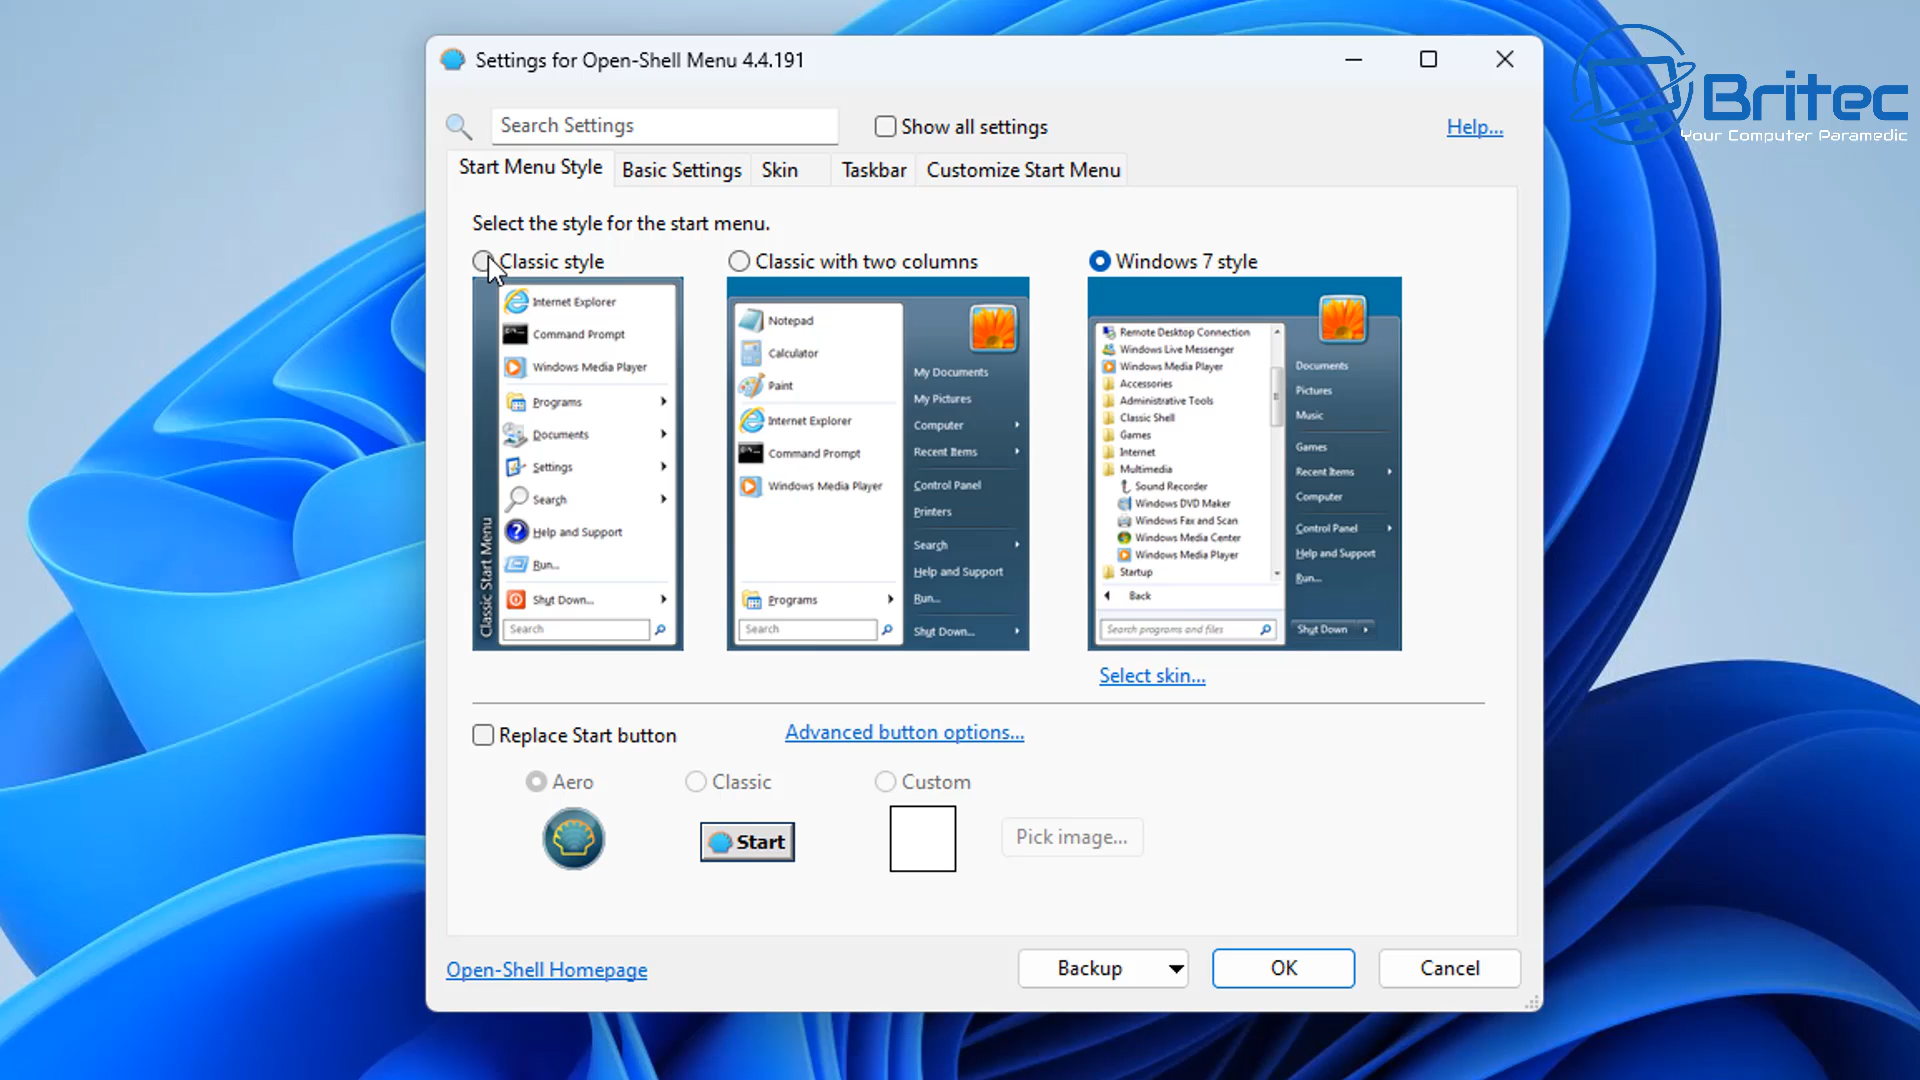 Settings for Open-Shell Menu 4.4.191
Britec
Your Computer Paramedic
Search Settings
Show all settings
Help...
Start Menu Style
Basic Settings
Skin
Taskbar
Customize Start Menu
Select the style for the start menu.
Classic style
Classic with two columns
Windows 7 style
Internet Explorer
Command Prompt
Windows Media Player
Programs
Documents
Settings
Search
Help and Support
Run...
Shut Down...
Search
Classic Start Menu
Notepad
Calculator
Paint
Internet Explorer
Command Prompt
Windows Media Player
Programs
Search
My Documents
My Pictures
Computer
Recent Items
Control Panel
Printers
Search
Help and Support
Run...
Shut Down...
Remote Desktop Connection
Windows Live Messenger
Windows Media Player
Accessories
Administrative Tools
Classic Shell
Games
Internet
Multimedia
Sound Recorder
Windows DVD Maker
Windows Fax and Scan
Windows Media Center
Windows Media Player
Startup
Back
Search programs and files
Documents
Pictures
Music
Games
Recent Items
Computer
Control Panel
Help and Support
Run...
Shut Down
Select skin...
Replace Start button
Advanced button options...
Aero
Classic
Custom
Start
Pick image...
Open-Shell Homepage
Backup
OK
Cancel